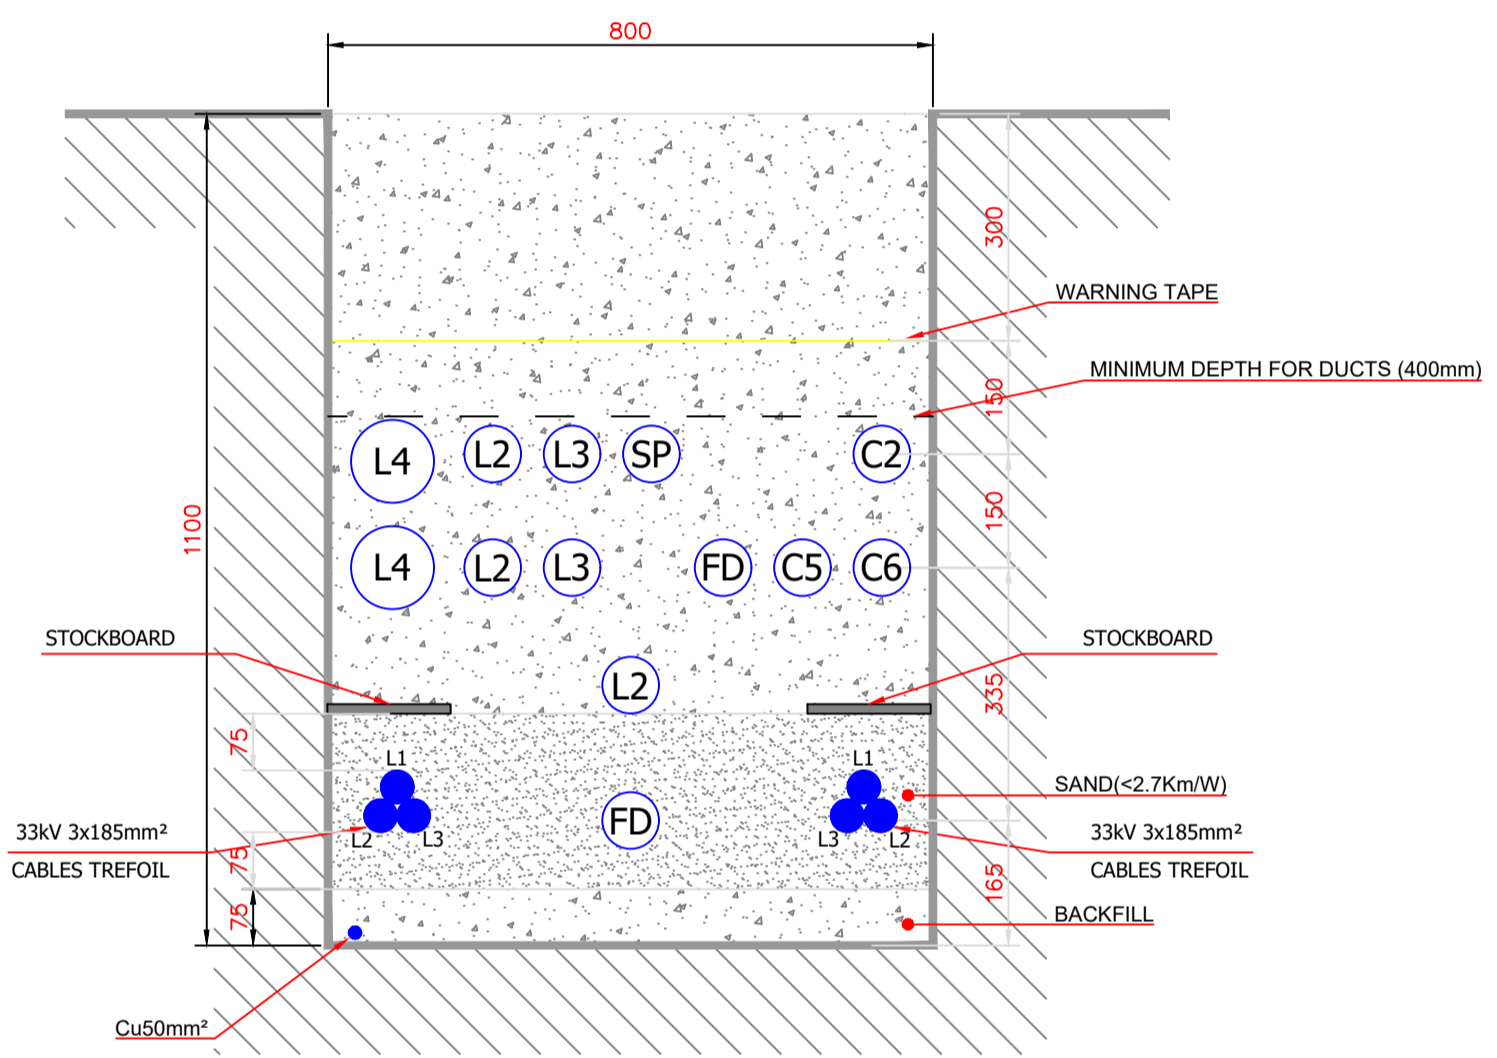 800
300
WARNING TAPE
MINIMUM DEPTH FOR DUCTS (400mm)
150
L4 L2 L3 SP C2
1100
150
L4 L2 L3 FD C5 C6
STOCKBOARD
STOCKBOARD
L2
335
75
L1
L1
SAND(<2.7Km/W)
FD
33kV 3x185mm²
CABLES TREFOIL
L2 L3
L3 L2
33kV 3x185mm²
CABLES TREFOIL
75
165
75
BACKFILL
Cu50mm²